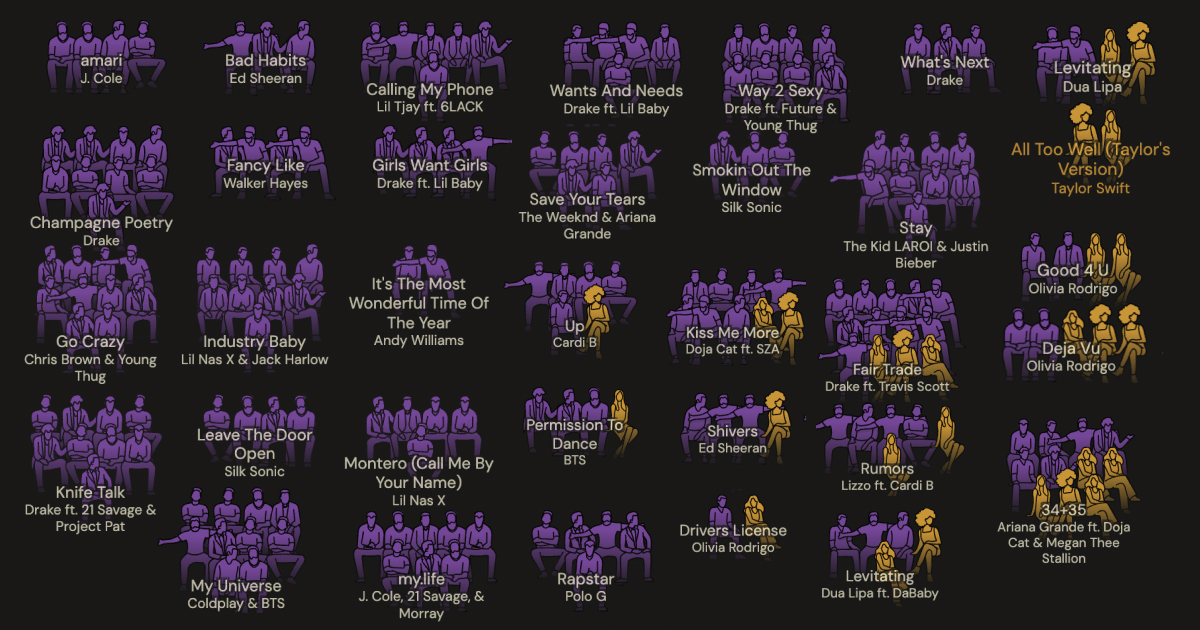 amari
J. Cole
Bad Habits
Ed Sheeran
Calling My Phone
Lil Tjay ft. 6LACK
Wants And Needs
Drake ft. Lil Baby
Way 2 Sexy
Drake ft. Future &
Young Thug
What's Next
Drake
Levitating
Dua Lipa
Champagne Poetry
Drake
Fancy Like
Walker Hayes
Girls Want Girls
Drake ft. Lil Baby
Save Your Tears
The Weeknd & Ariana
Grande
Smokin Out The
Window
Silk Sonic
Stay
The Kid LAROI & Justin
Bieber
All Too Well (Taylor's
Version)
Taylor Swift
Good 4 U
Olivia Rodrigo
Go Crazy
Chris Brown & Young
Thug
Industry Baby
Lil Nas X & Jack Harlow
It's The Most
Wonderful Time Of
The Year
Andy Williams
Up
Cardi B
Kiss Me More
Doja Cat ft. SZA
Fair Trade
Drake ft. Travis Scott
Deja Vu
Olivia Rodrigo
Knife Talk
Drake ft. 21 Savage &
Project Pat
Leave The Door
Open
Silk Sonic
Montero (Call Me By
Your Name)
Lil Nas X
Permission To
Dance
BTS
Shivers
Ed Sheeran
Rumors
Lizzo ft. Cardi B
34+35
Ariana Grande ft. Doja
Cat & Megan Thee
Stallion
My Universe
Coldplay & BTS
my.life
J. Cole, 21 Savage, &
Morray
Rapstar
Polo G
Drivers License
Olivia Rodrigo
Levitating
Dua Lipa ft. DaBaby